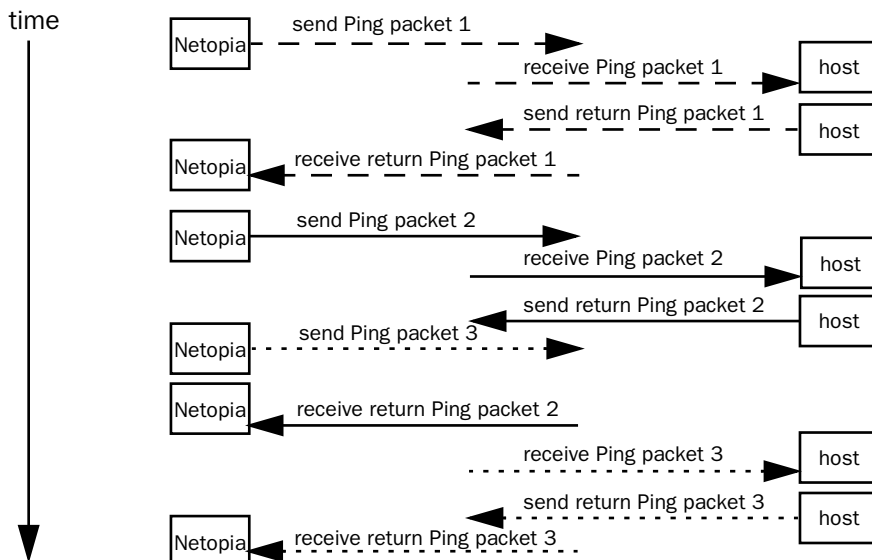 time
Netopia
send Ping packet 1
receive Ping packet 1
host
send return Ping packet 1
host
Netopia
receive return Ping packet 1
Netopia
send Ping packet 2
receive Ping packet 2
host
send return Ping packet 2
host
Netopia
send Ping packet 3
Netopia
receive return Ping packet 2
receive Ping packet 3
host
send return Ping packet 3
host
Netopia
receive return Ping packet 3